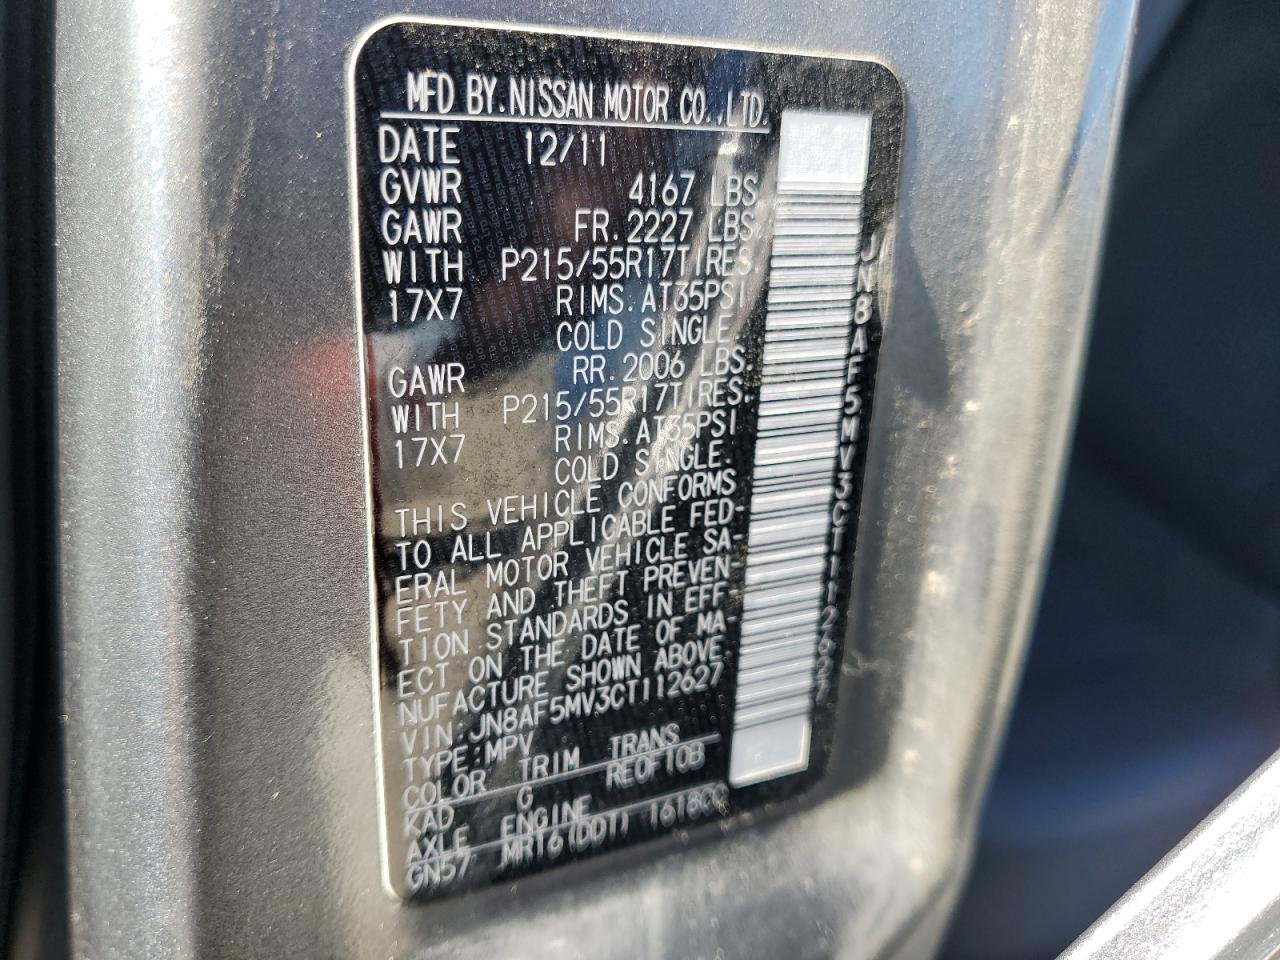 MFD BY.NISSAN MOTOR CO.,LTD.
DATE 12/11
GVWR 4167 LBS
GAWR FR.2227 LBS
WITH P215/55R17TIRES.
17X7 RIMS.AT35PSI
COLD SINGLE.
GAWR RR.2006 LBS.
WITH P215/55R17TIRES.
17X7 RIMS.AT35PSI
COLD SINGLE.
THIS VEHICLE CONFORMS
TO ALL APPLICABLE FED-
ERAL MOTOR VEHICLE SA-
FETY AND THEFT PREVEN-
TION STANDARDS IN EFF-
ECT ON THE DATE OF MA-
NUFACTURE SHOWN ABOVE.
VIN:JN8AF5MV3CT112627
TYPE:MPV
COLOR TRIM TRANS
KAD G RE0F10B
AXLE ENGINE
GN57 MR16(DDT) 1618CC
JN8AF5MV3CT112627